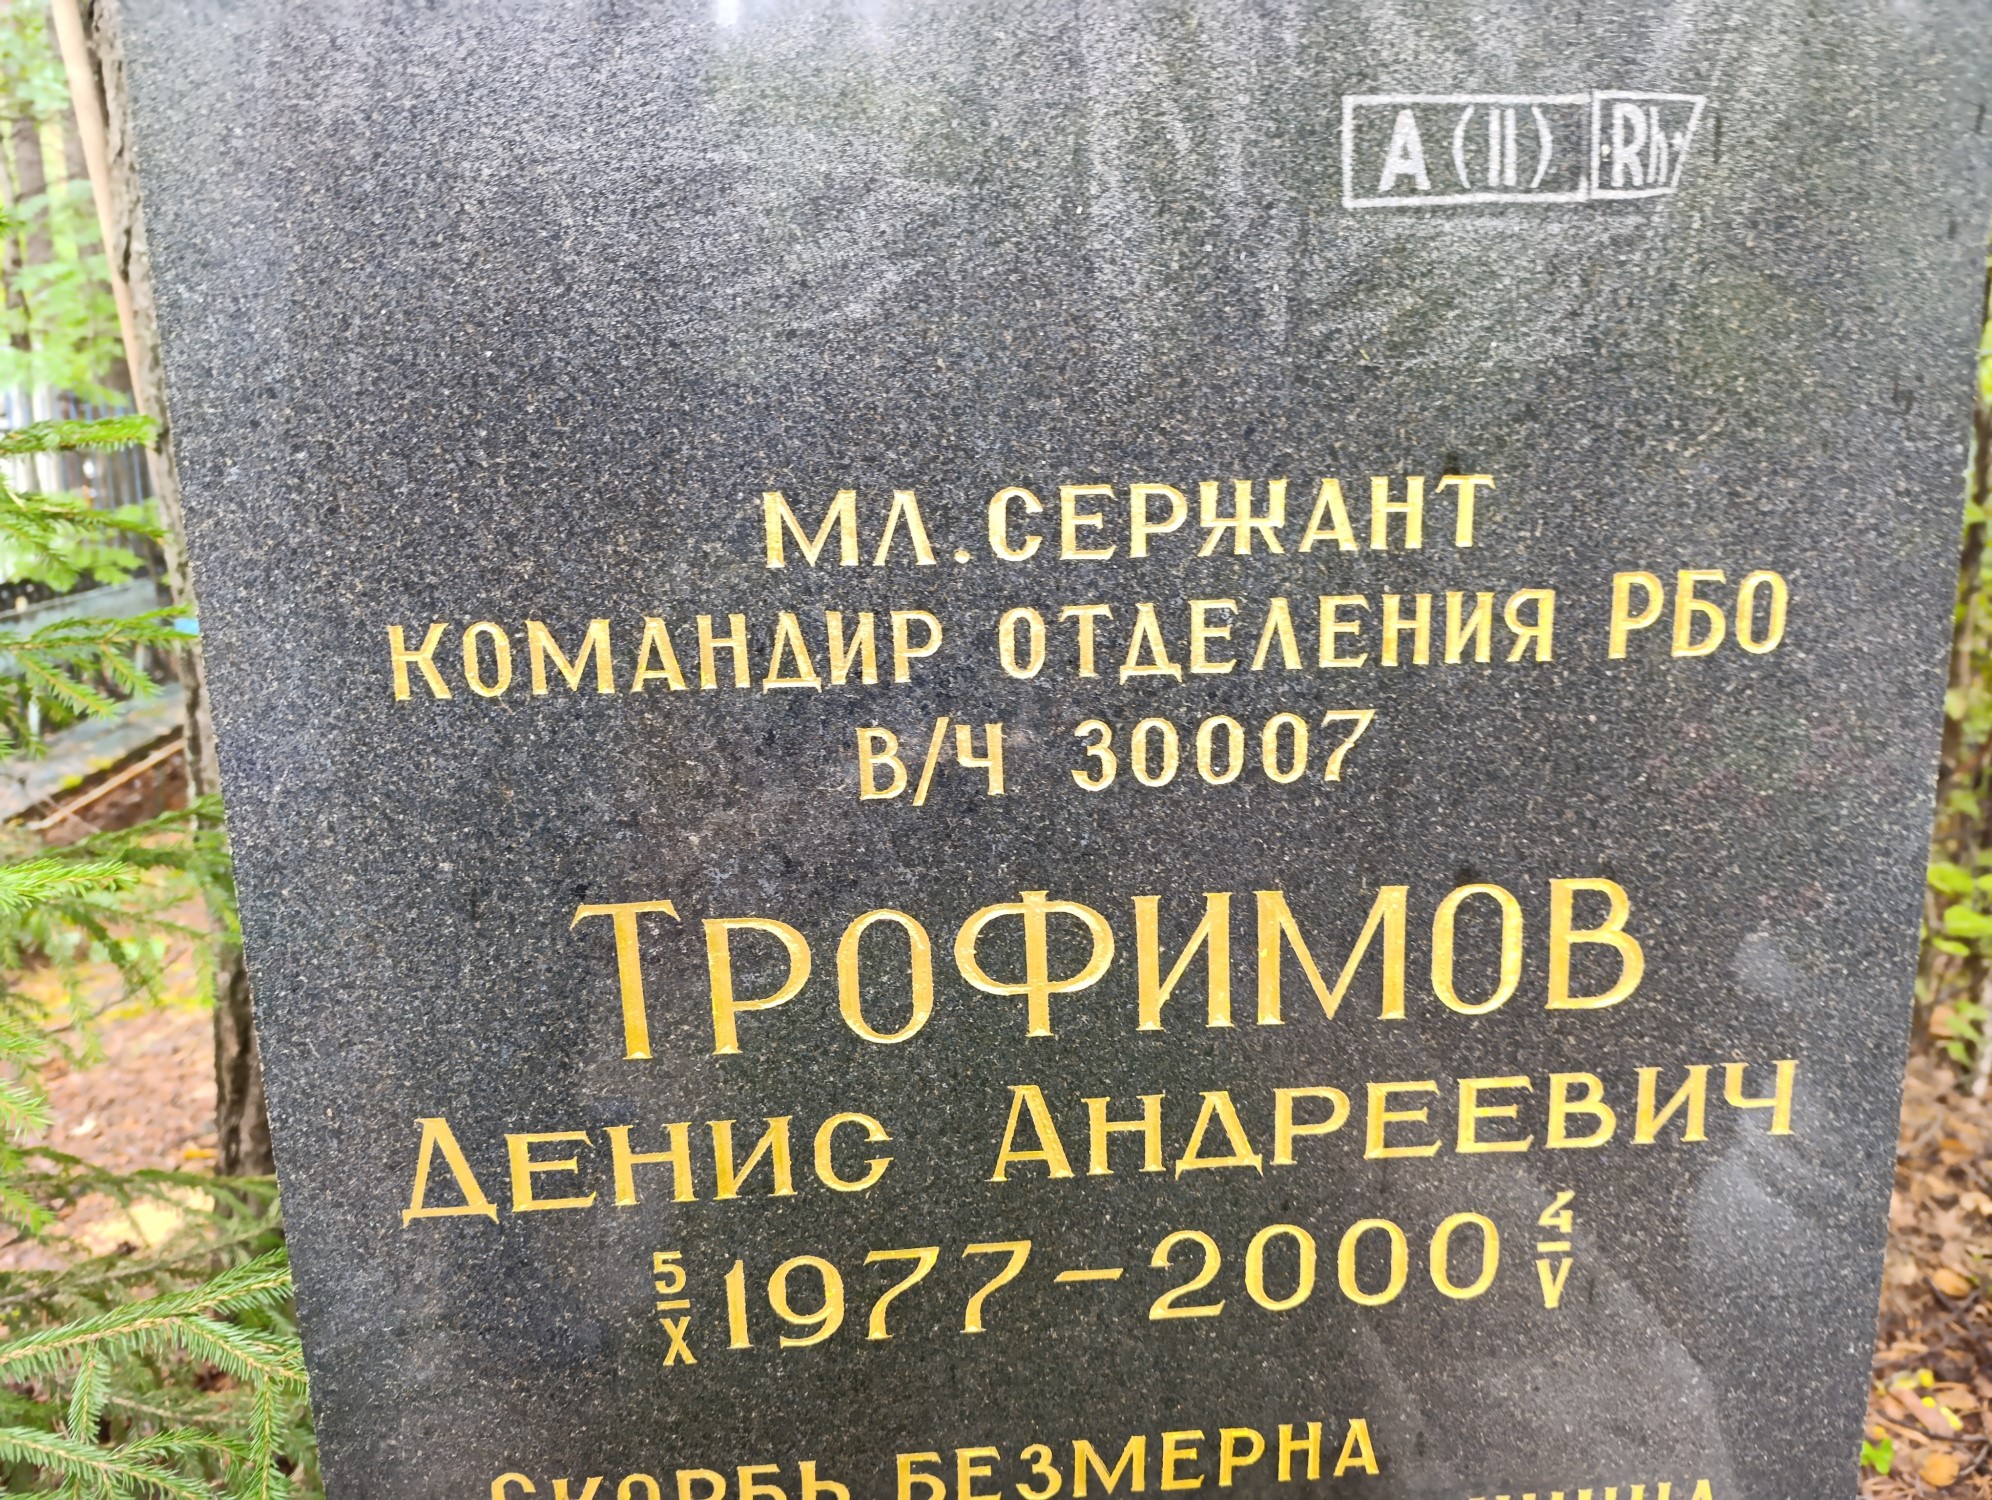 A (II) Rh+
МЛ. СЕРЖАНТ
КОМАНДИР ОТДЕЛЕНИЯ РБО
В/Ч 30007
ТРОФИМОВ
ДЕНИС АНДРЕЕВИЧ
5/X 1977 – 2000 4/V
СКОРБЬ БЕЗМЕРНА